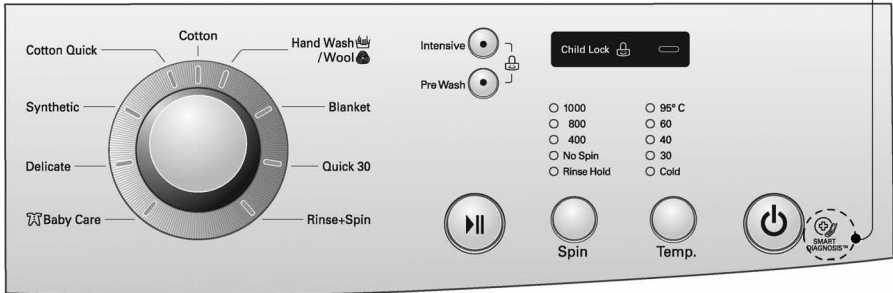 Cotton
Cotton Quick
Hand Wash
/Wool
Synthetic
Blanket
Delicate
Quick 30
Baby Care
Rinse+Spin
Intensive
Pre Wash
Child Lock
1000
800
400
No Spin
Rinse Hold
95° C
60
40
30
Cold
Spin
Temp.
SMART
DIAGNOSIS™